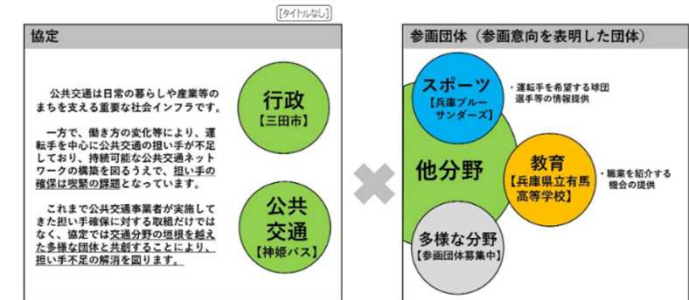 [タイトルなし]
協定
公共交通は日常の暮らしや産業等の
まちを支える重要な社会インフラです。
一方で、働き方の変化等により、運
転手を中心に公共交通の担い手が不足
しており、持続可能な公共交通ネット
ワークの構築を図るうえで、担い手の
確保は喫緊の課題となっています。
これまで公共交通事業者が実施して
きた担い手確保に対する取組だけでは
なく、協定では交通分野の垣根を越え
た多様な団体と共創することにより、
担い手不足の解消を図ります。
行政
【三田市】
公共
交通
【神姫バス】
参画団体（参画意向を表明した団体）
スポーツ
【兵庫ブルー
サンダーズ】
・運転手を希望する球団
選手等の情報提供
他分野
教育
【兵庫県立有馬
高等学校】
・職業を紹介する
機会の提供
多様な分野
【参画団体募集中】